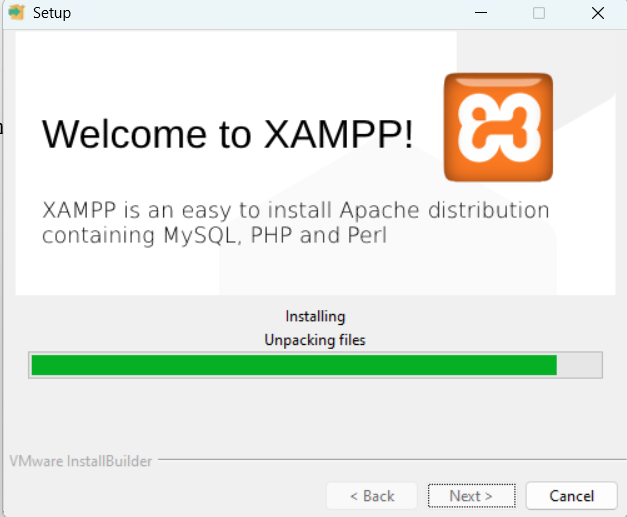 Setup
Welcome to XAMPP!
XAMPP is an easy to install Apache distribution
containing MySQL, PHP and Perl
Installing
Unpacking files
VMware InstallBuilder
< Back
Next >
Cancel